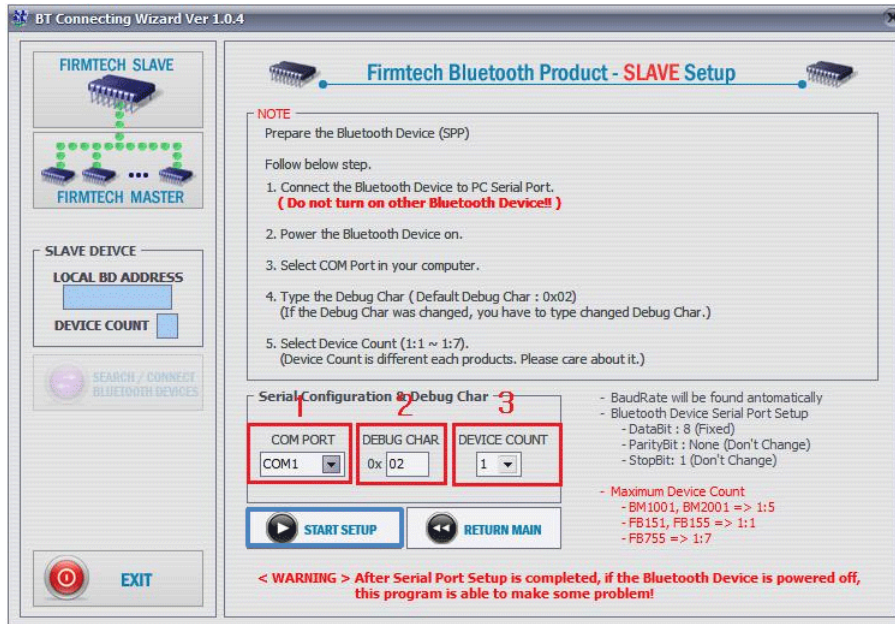 BT Connecting Wizard Ver 1.0.4
FIRMTECH SLAVE
FIRMTECH MASTER
SLAVE DEIVCE
LOCAL BD ADDRESS
DEVICE COUNT
SEARCH / CONNECT
BLUETOOTH DEVICES
EXIT
Firmtech Bluetooth Product - SLAVE Setup
NOTE
Prepare the Bluetooth Device (SPP)
Follow below step.
1. Connect the Bluetooth Device to PC Serial Port.
( Do not turn on other Bluetooth Device!! )
2. Power the Bluetooth Device on.
3. Select COM Port in your computer.
4. Type the Debug Char ( Default Debug Char : 0x02)
(If the Debug Char was changed, you have to type changed Debug Char.)
5. Select Device Count (1:1 ~ 1:7).
(Device Count is different each products. Please care about it.)
Serial Configuration & Debug Char
1 2 3
COM PORT DEBUG CHAR DEVICE COUNT
COM1 0x 02 1
START SETUP RETURN MAIN
- BaudRate will be found antomatically
- Bluetooth Device Serial Port Setup
- DataBit : 8 (Fixed)
- ParityBit : None (Don't Change)
- StopBit: 1 (Don't Change)
- Maximum Device Count
- BM1001, BM2001 => 1:5
- FB151, FB155 => 1:1
- FB755 => 1:7
< WARNING > After Serial Port Setup is completed, if the Bluetooth Device is powered off,
this program is able to make some problem!